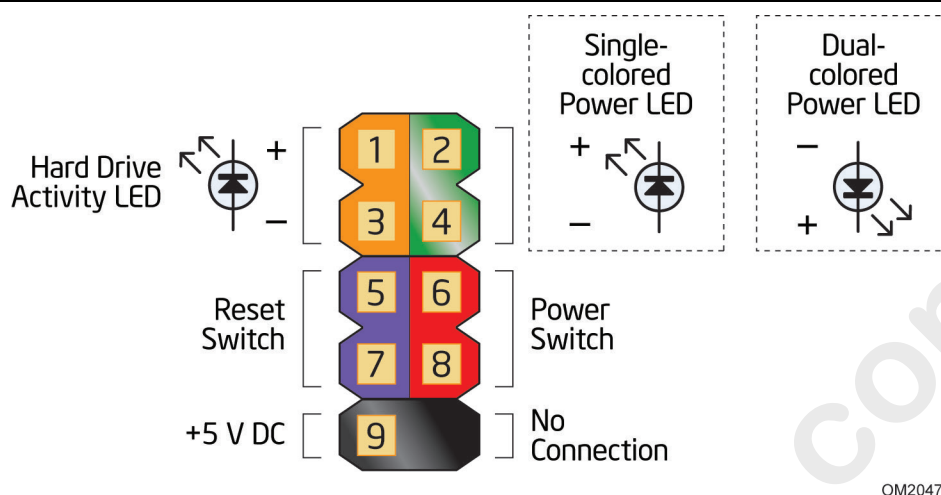 Single-
colored
Power LED
Dual-
colored
Power LED
Hard Drive
Activity LED
+
−
1
2
3
4
+
−
−
+
Reset
Switch
5
6
7
8
Power
Switch
+5 V DC
9
No
Connection
OM2047